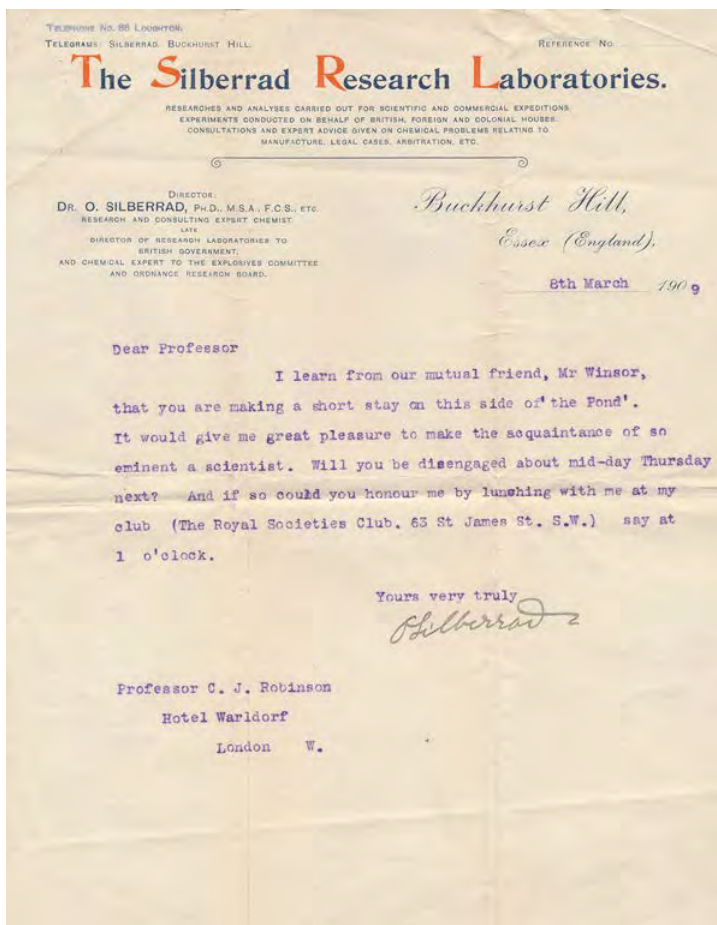 TELEPHONE NO. 88 LOUGHTON.
TELEGRAMS: SILBERRAD, BUCKHURST HILL.
REFERENCE NO.
The Silberrad Research Laboratories.
RESEARCHES AND ANALYSES CARRIED OUT FOR SCIENTIFIC AND COMMERCIAL EXPEDITIONS.
EXPERIMENTS CONDUCTED ON BEHALF OF BRITISH, FOREIGN AND COLONIAL HOUSES.
CONSULTATIONS AND EXPERT ADVICE GIVEN ON CHEMICAL PROBLEMS RELATING TO
MANUFACTURE, LEGAL CASES, ARBITRATION, ETC.
DIRECTOR:
DR. O. SILBERRAD, PH.D., M.S.A., F.C.S., ETC.
RESEARCH AND CONSULTING EXPERT CHEMIST
LATE
DIRECTOR OF RESEARCH LABORATORIES TO
BRITISH GOVERNMENT,
AND CHEMICAL EXPERT TO THE EXPLOSIVES COMMITTEE
AND ORDNANCE RESEARCH BOARD.
Buckhurst Hill,
Essex (England).
8th March 1909
Dear Professor
I learn from our mutual friend, Mr Winsor,
that you are making a short stay on this side of 'the Pond'.
It would give me great pleasure to make the acquaintance of so
eminent a scientist. Will you be disengaged about mid-day Thursday
next? And if so could you honour me by lunching with me at my
club (The Royal Societies Club. 63 St James St. S.W.) say at
1 o'clock.
Yours very truly
OSilberrad
Professor C. J. Robinson
Hotel Warldorf
London W.